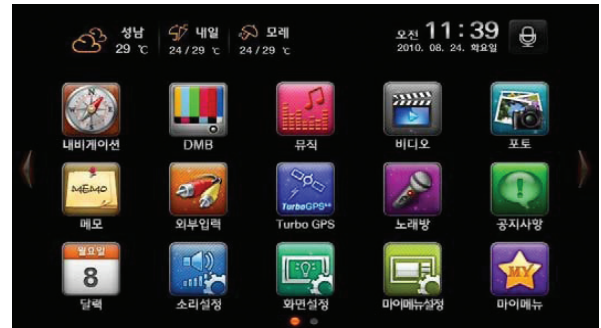 성남 내일 모레
29 ℃ 24 / 29 ℃ 24 / 29 ℃
오전 11 : 39
2010. 08. 24. 화요일
내비게이션 DMB 뮤직 비디오 포토
MEMO
TurboGPS
메모 외부입력 Turbo GPS 노래방 공지사항
월요일
8
MY
달력 소리설정 화면설정 마이메뉴설정 마이메뉴